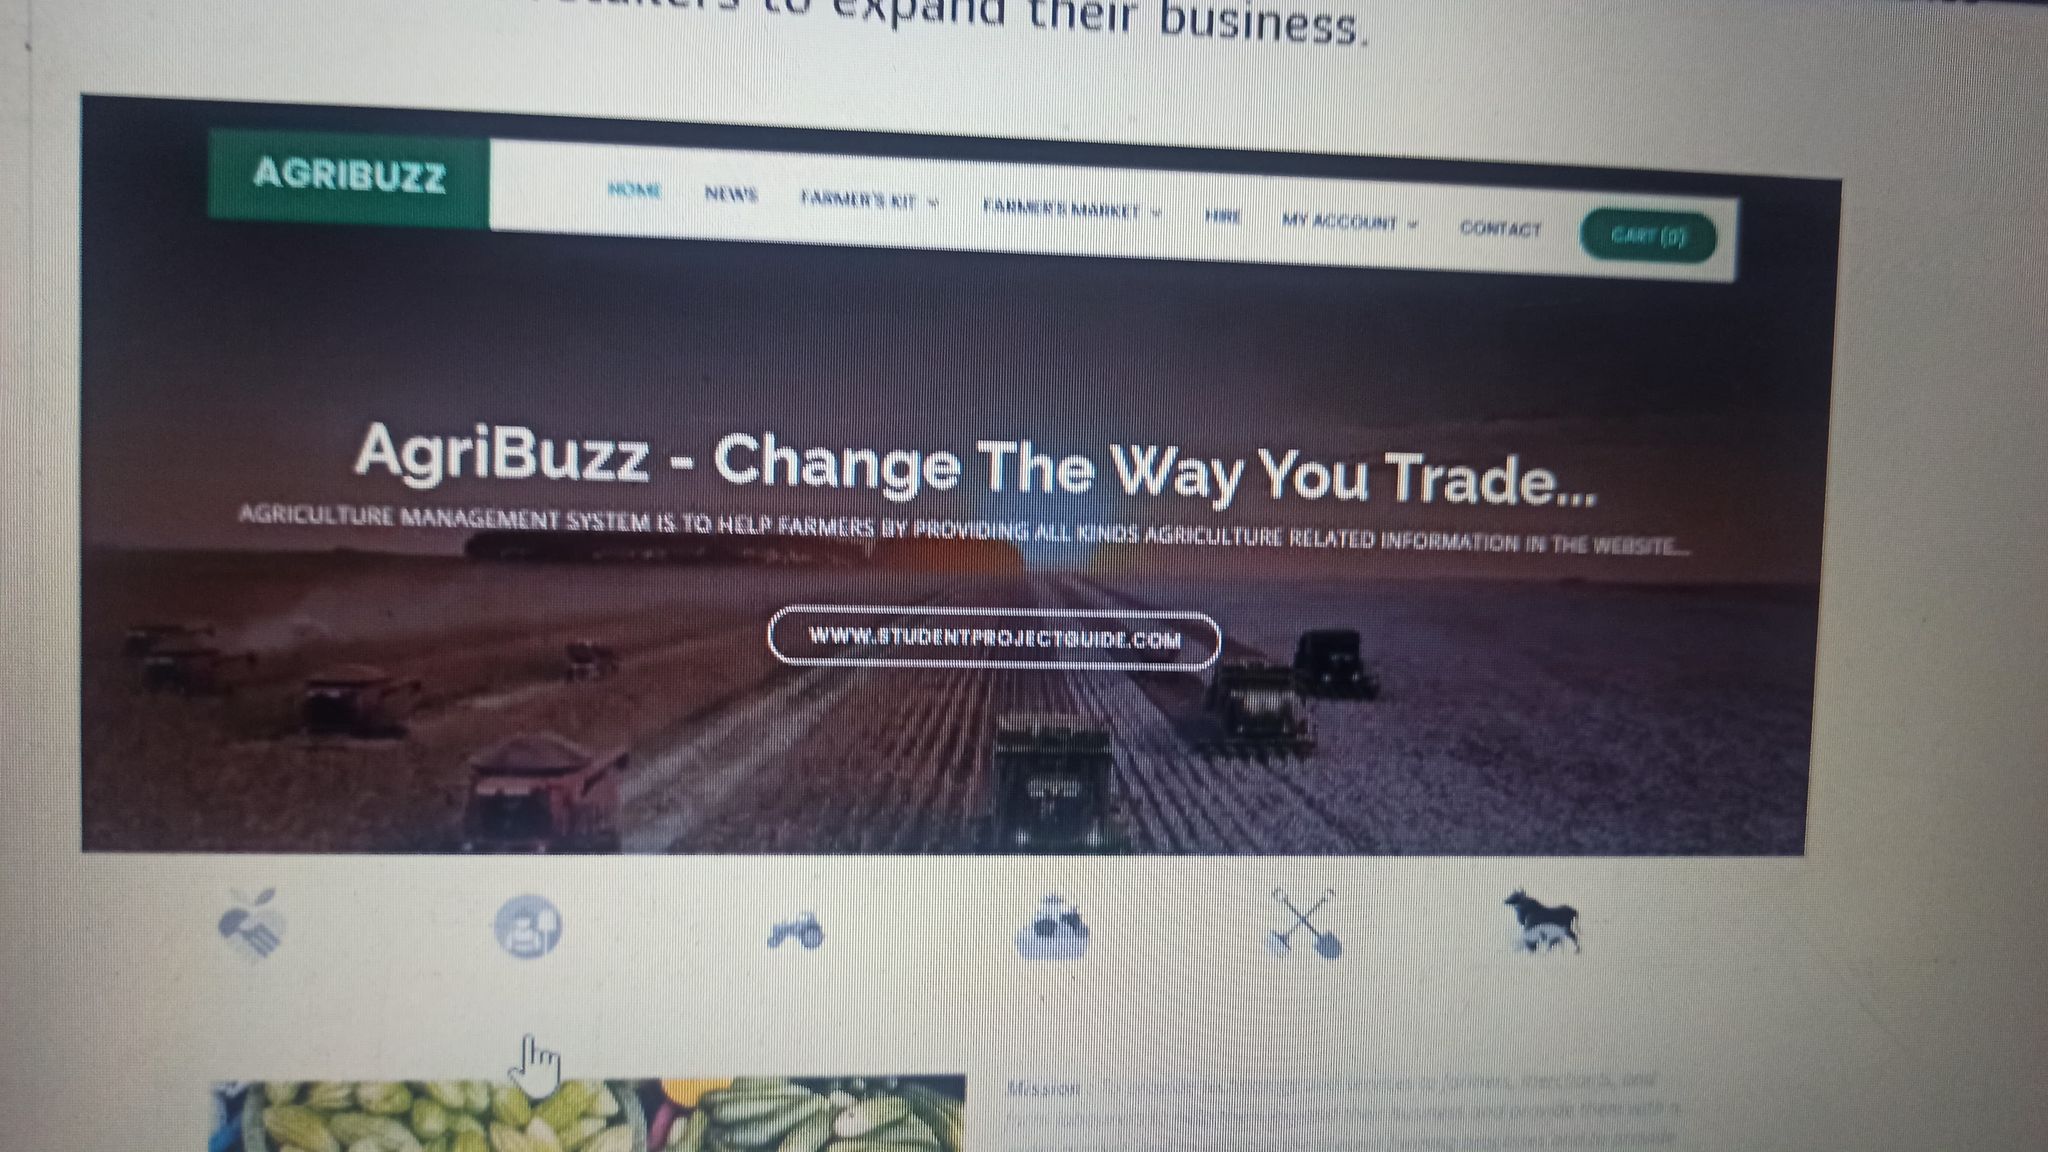 to expand their business.
AGRIBUZZ
HOME NEWS FARMER'S KIT FARMER'S MARKET HIRE MY ACCOUNT CONTACT CART (0)
AgriBuzz - Change The Way You Trade...
AGRICULTURE MANAGEMENT SYSTEM IS TO HELP FARMERS BY PROVIDING ALL KINDS AGRICULTURE RELATED INFORMATION IN THE WEBSITE...
WWW.STUDENTPROJECTGUIDE.COM
Mission